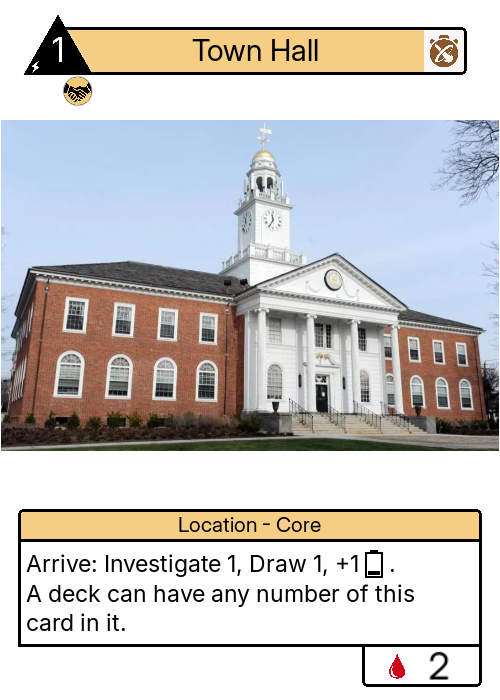 1
Town Hall
Location - Core
Arrive: Investigate 1, Draw 1, +1 .
A deck can have any number of this
card in it.
2